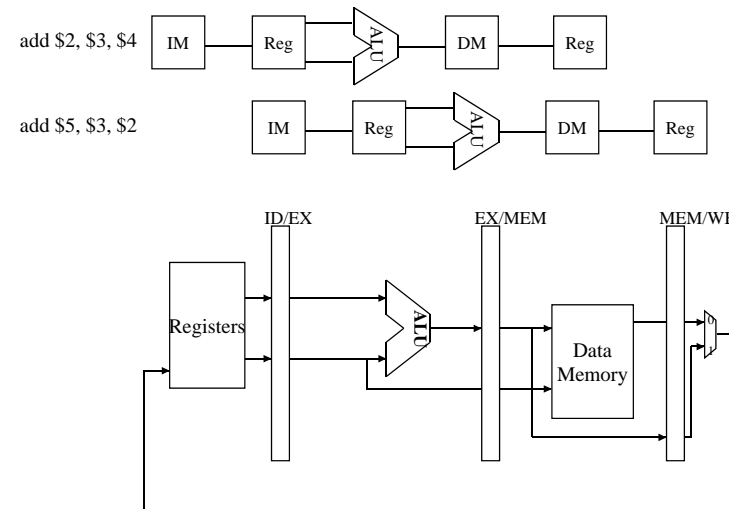 add $2, $3, $4
IM
Reg
ALU
DM
Reg
add $5, $3, $2
IM
Reg
ALU
DM
Reg
ID/EX
EX/MEM
MEM/WB
Registers
ALU
Data
Memory
0
1